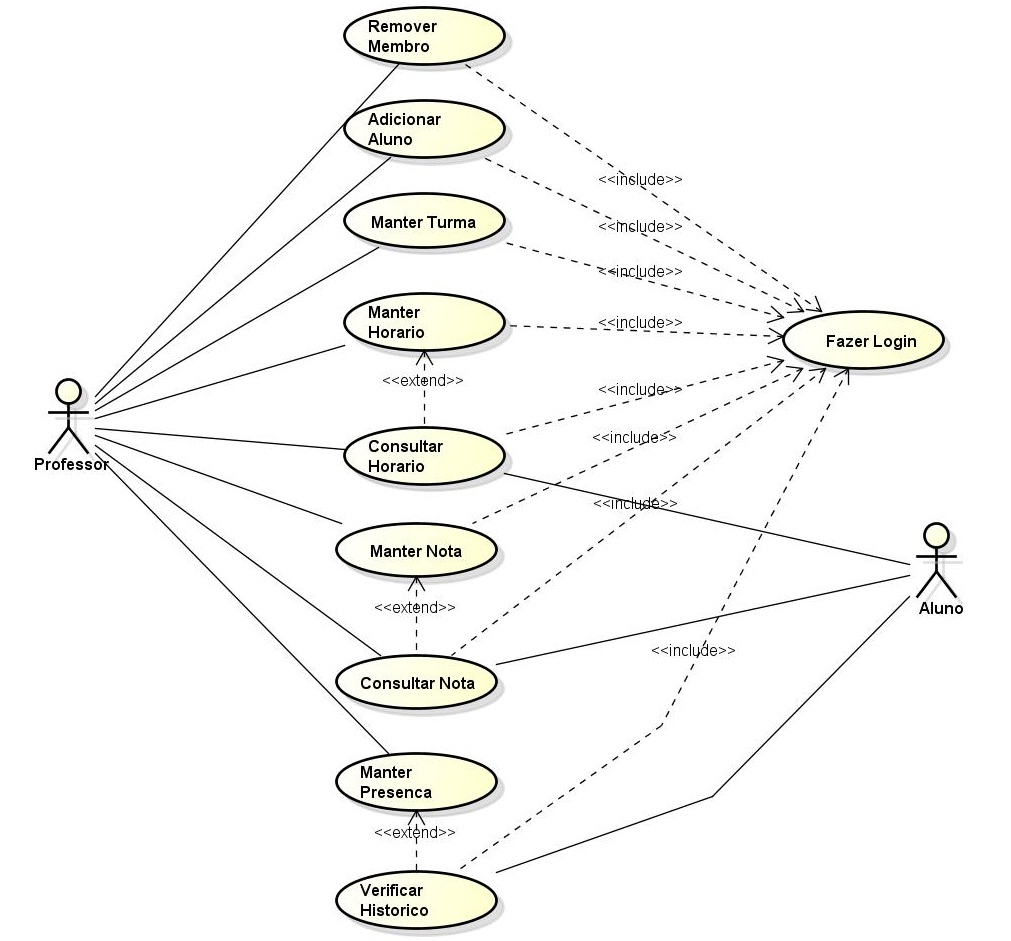 Remover
Membro
Adicionar
Aluno
<<include>>
<<include>>
Manter Turma
<<include>>
Manter
Horario
<<include>>
Fazer Login
<<extend>>
<<include>>
Professor
Consultar
Horario
<<include>>
<<include>>
Manter Nota
<<extend>>
Aluno
<<include>>
Consultar Nota
Manter
Presenca
<<extend>>
Verificar
Historico